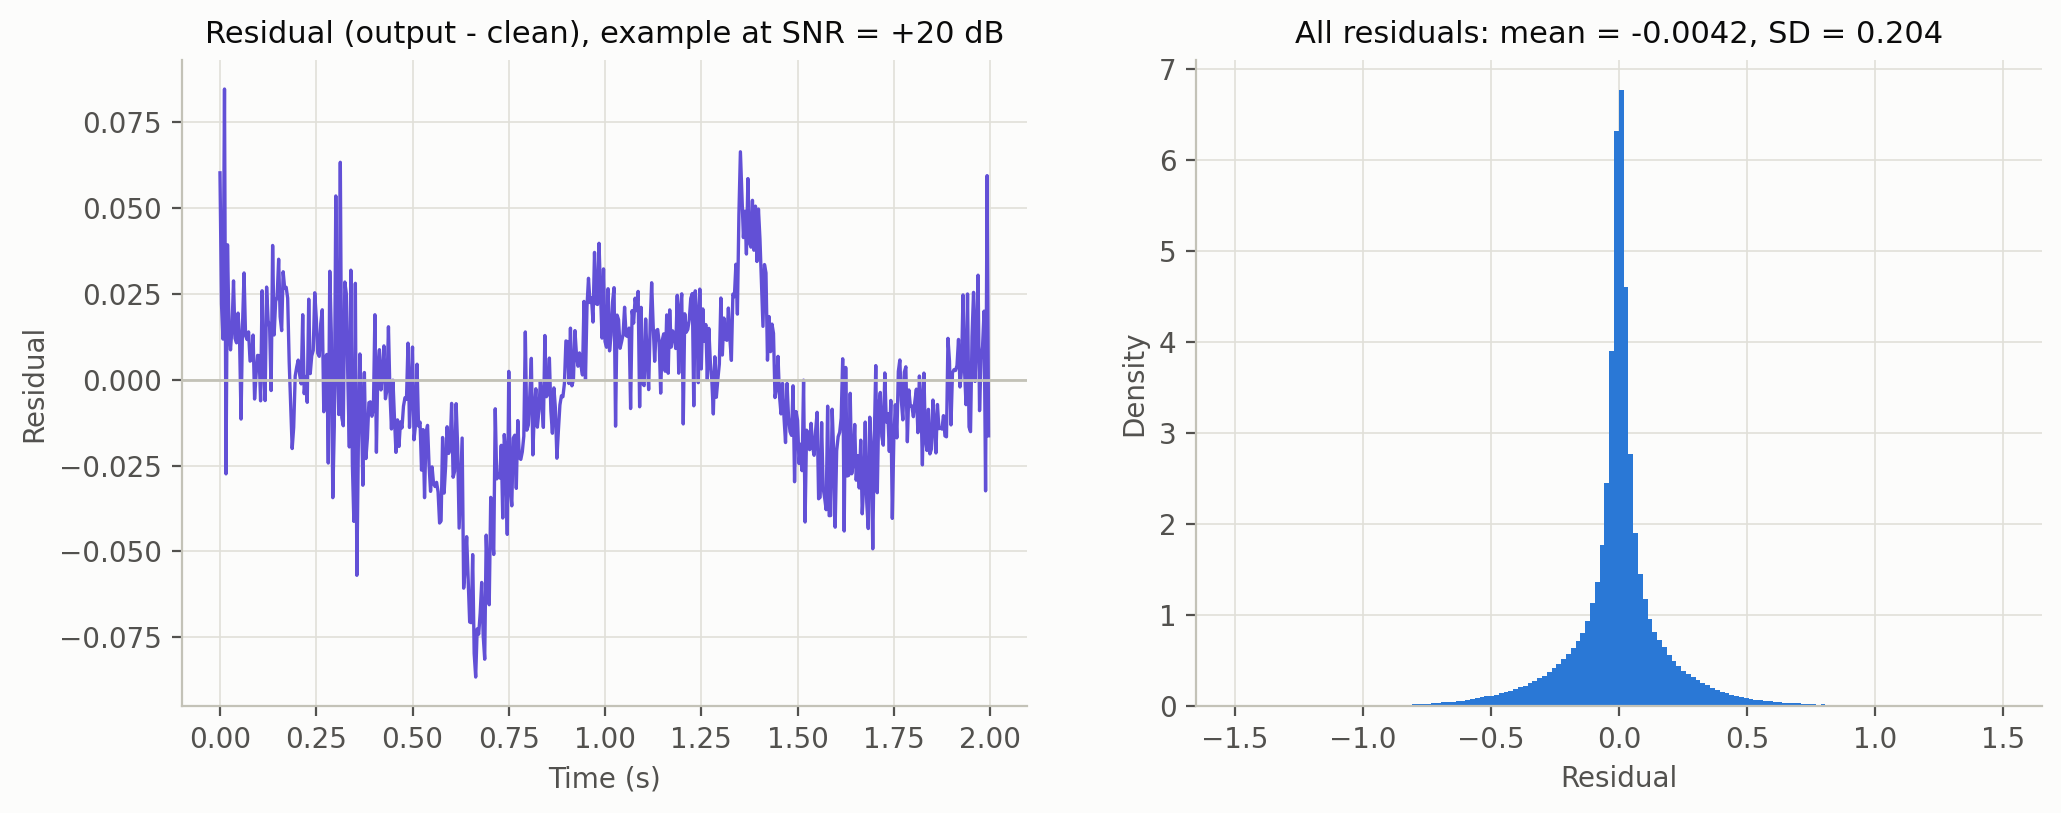 Residual (output - clean), example at SNR = +20 dB
Residual
0.075
0.050
0.025
0.000
−0.025
−0.050
−0.075
0.00 0.25 0.50 0.75 1.00 1.25 1.50 1.75 2.00
Time (s)
All residuals: mean = -0.0042, SD = 0.204
Density
7
6
5
4
3
2
1
0
−1.5 −1.0 −0.5 0.0 0.5 1.0 1.5
Residual